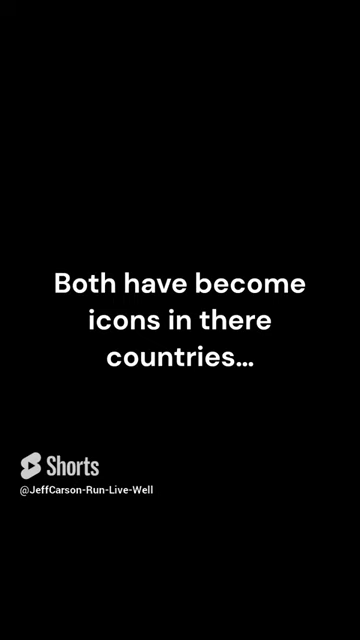 Both have become
icons in there
countries...
Shorts
@JeffCarson-Run-Live-Well